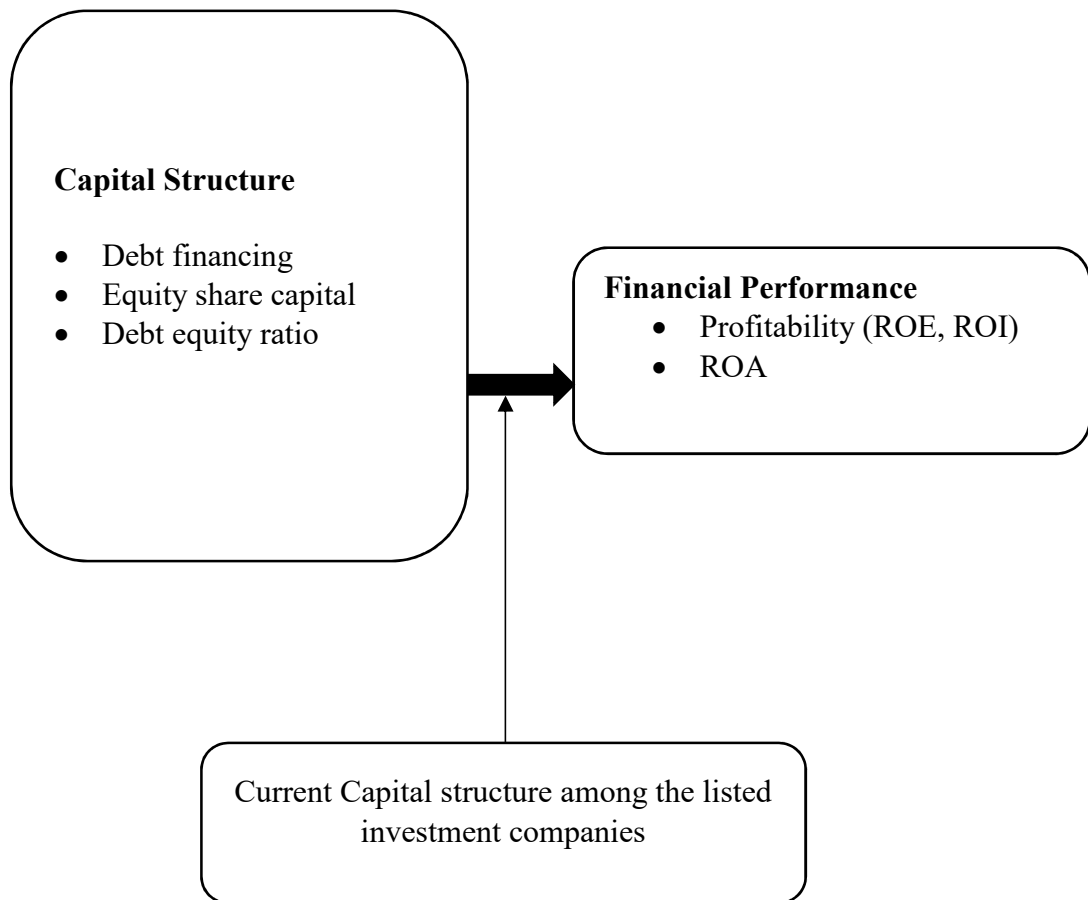 Capital Structure
• Debt financing
• Equity share capital
• Debt equity ratio
Financial Performance
• Profitability (ROE, ROI)
• ROA
Current Capital structure among the listed
investment companies